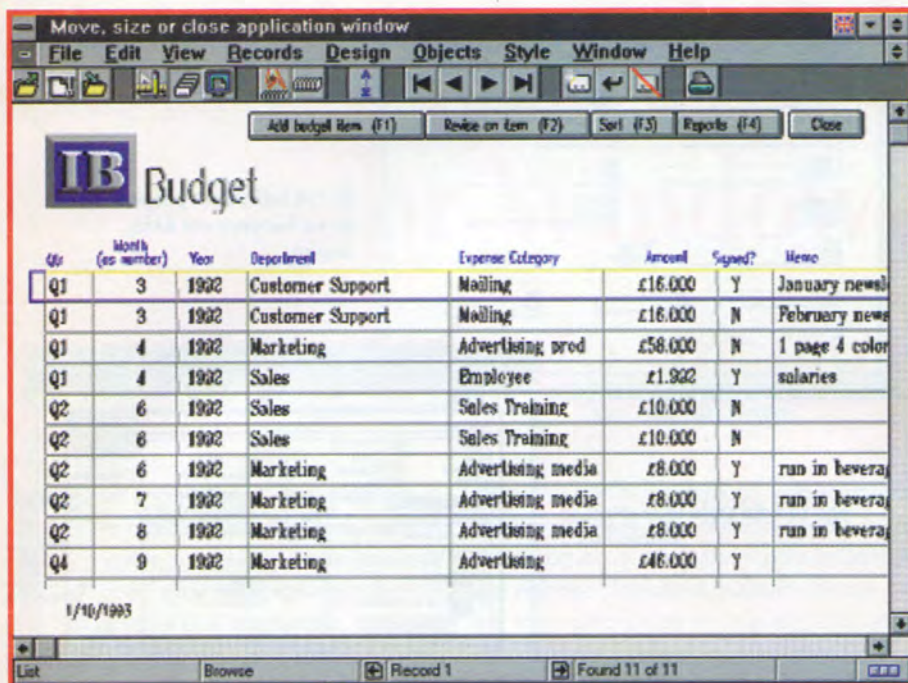 Move, size or close application window
File Edit View Records Design Objects Style Window Help
Add budget item (F1) Revise an item (F2) Sort (F3) Reports (F4) Close
IB Budget
Qtr Month (as number) Year Department Expense Category Amount Signed? Memo
Q1 3 1992 Customer Support Mailing £16.000 Y January newsl
Q1 3 1992 Customer Support Mailing £16.000 N February news
Q1 4 1992 Marketing Advertising prod £58.000 N 1 page 4 color
Q1 4 1992 Sales Employee £1.992 Y salaries
Q2 6 1992 Sales Sales Training £10.000 N
Q2 6 1992 Sales Sales Training £10.000 N
Q2 6 1992 Marketing Advertising media £8.000 Y run in beverag
Q2 7 1992 Marketing Advertising media £8.000 Y run in beverag
Q2 8 1992 Marketing Advertising media £8.000 Y run in beverag
Q4 9 1992 Marketing Advertising £46.000 Y
1/10/1993
List Browse Record 1 Found 11 of 11